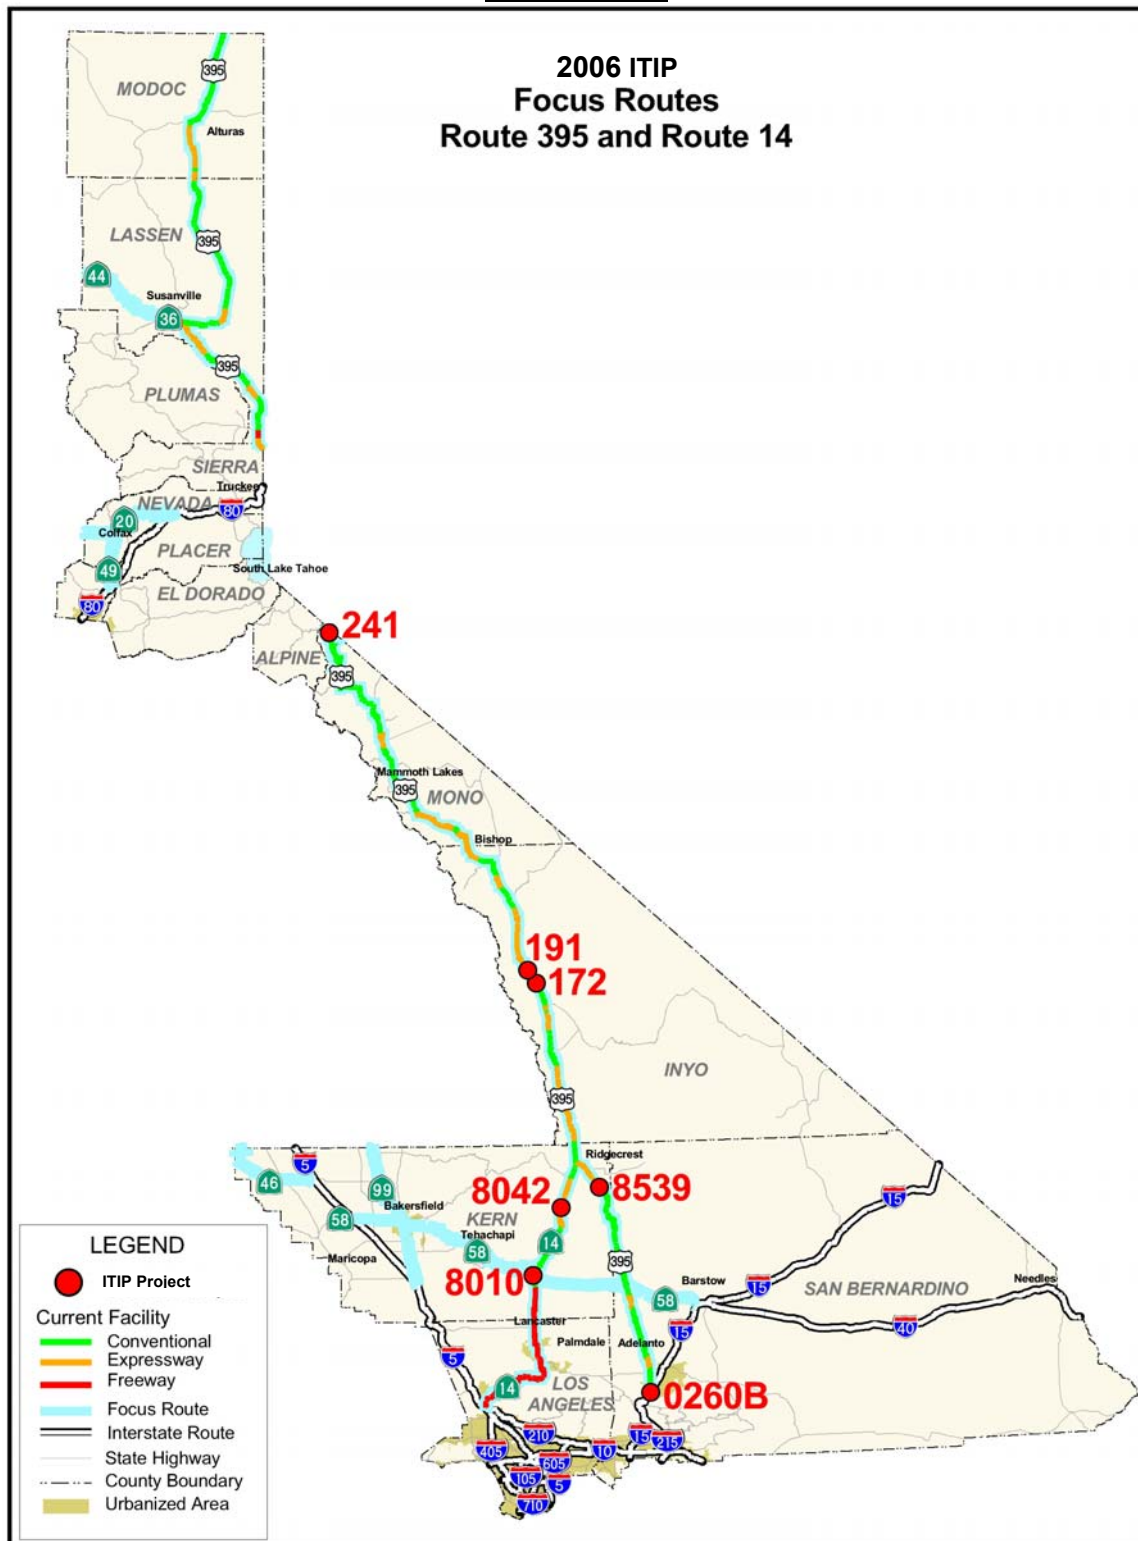 2006 ITIP
Focus Routes
Route 395 and Route 14
395
MODOC
Alturas
LASSEN
395
44
Susanville
36
395
PLUMAS
SIERRA
Truckee
NEVADA
80
20
Colfax
PLACER
49
South Lake Tahoe
EL DORADO
80
241
ALPINE
395
Mammoth Lakes
395
MONO
Bishop
191
172
INYO
395
Ridgecrest
5
46
99
8042
8539
15
Bakersfield
KERN
58
Tehachapi
58
14
Maricopa
395
8010
Barstow
15
SAN BERNARDINO
Needles
58
Lancaster
Palmdale
Adelanto
15
40
5
14
LOS
ANGELES
0260B
210
15
215
405
10
605
105
5
710
LEGEND
ITIP Project
Current Facility
Conventional
Expressway
Freeway
Focus Route
Interstate Route
State Highway
County Boundary
Urbanized Area